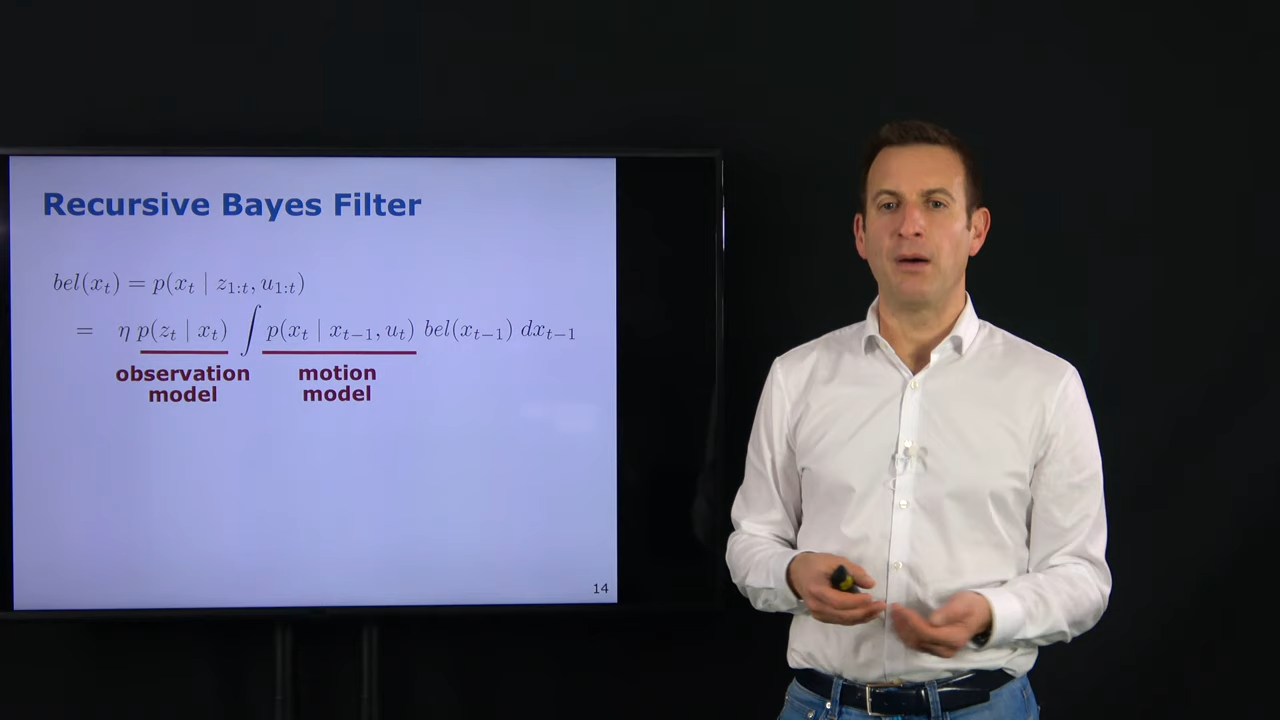 Recursive Bayes Filter
bel(x_t) = p(x_t | z_{1:t}, u_{1:t})
= η p(z_t | x_t) ∫ p(x_t | x_{t−1}, u_t) bel(x_{t−1}) dx_{t−1}
observation motion
model model
14